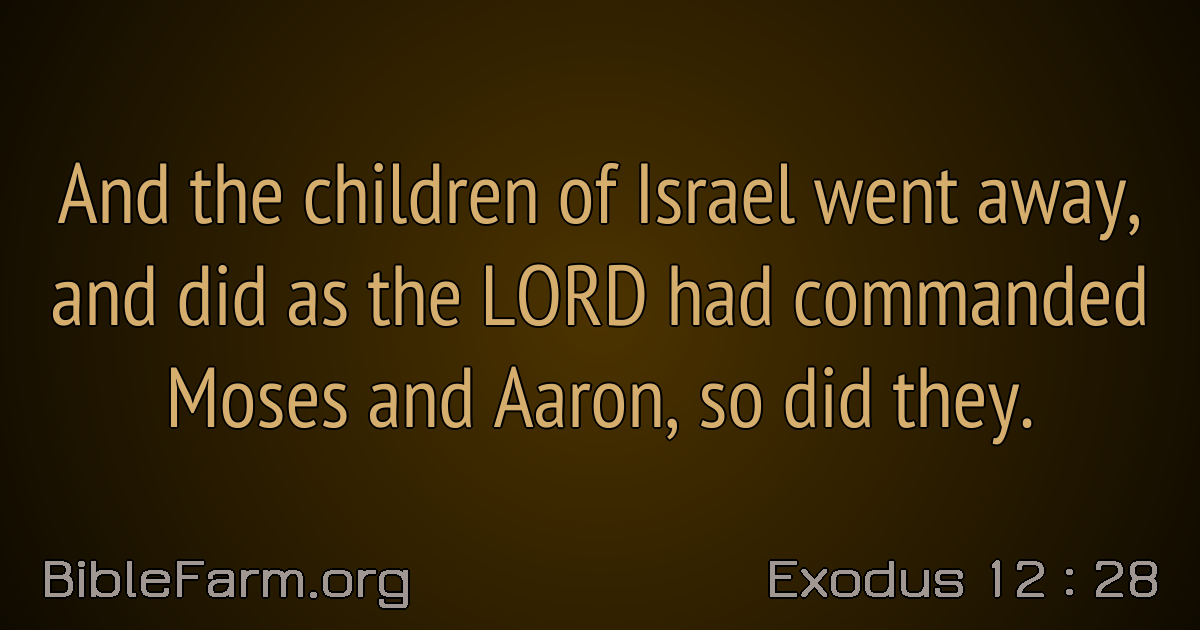 And the children of Israel went away,
and did as the LORD had commanded
Moses and Aaron, so did they.
BibleFarm.org
Exodus 12 : 28